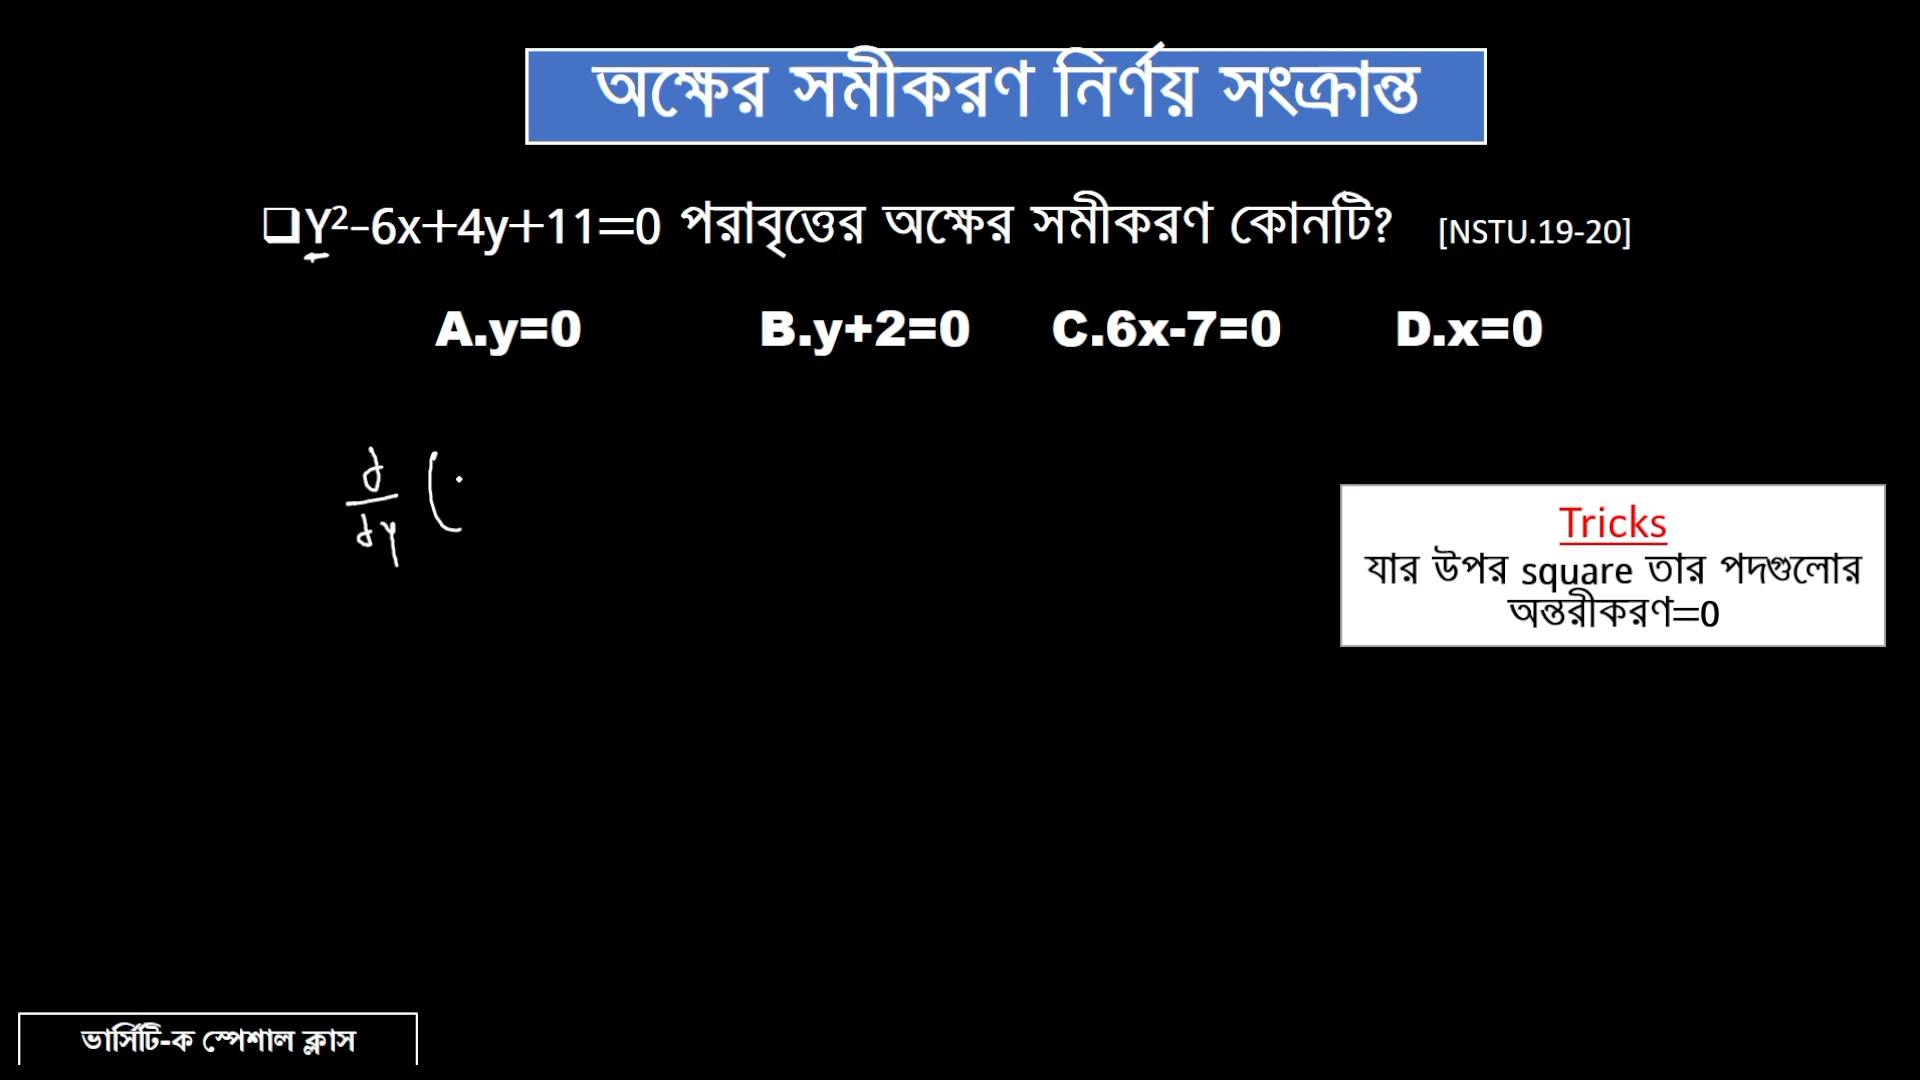 অক্ষের সমীকরণ নির্ণয় সংক্রান্ত
❑Y²-6x+4y+11=0 পরাবৃত্তের অক্ষের সমীকরণ কোনটি? [NSTU.19-20]
A.y=0 B.y+2=0 C.6x-7=0 D.x=0
d/dy (
Tricks
যার উপর square তার পদগুলোর
অন্তরীকরণ=0
ভার্সিটি-ক স্পেশাল ক্লাস